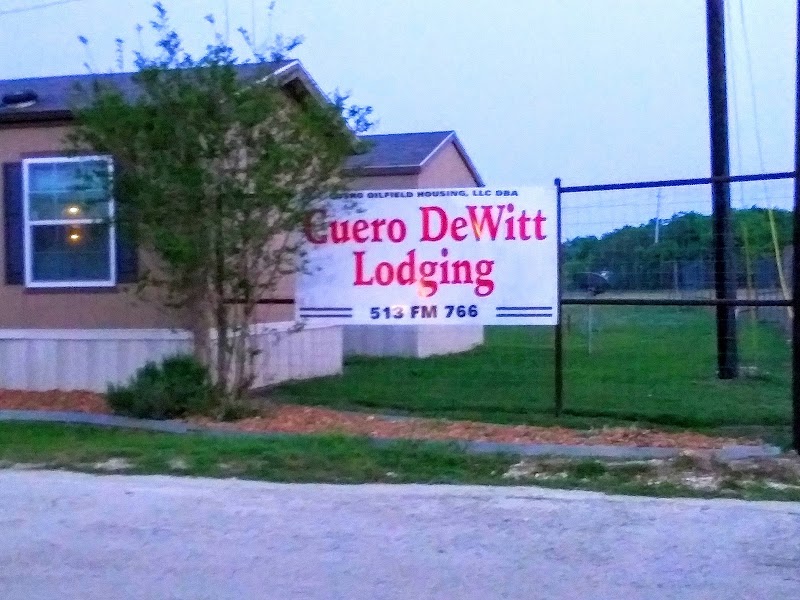 OILFIELD HOUSING, LLC DBA
Cuero DeWitt
Lodging
513 FM 766